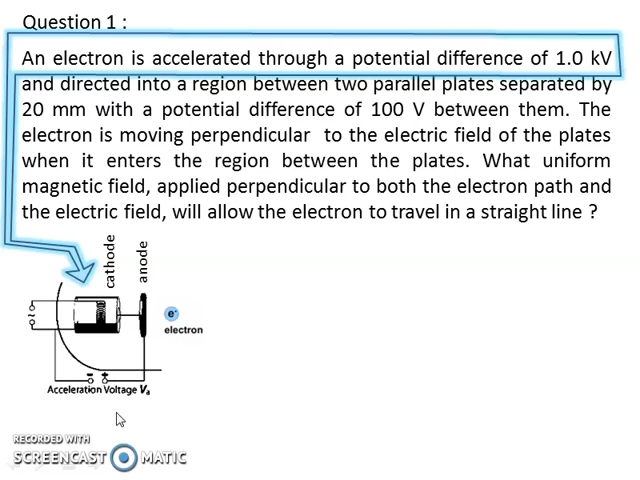 Question 1 :
An electron is accelerated through a potential difference of 1.0 kV
and directed into a region between two parallel plates separated by
20 mm with a potential difference of 100 V between them. The
electron is moving perpendicular to the electric field of the plates
when it enters the region between the plates. What uniform
magnetic field, applied perpendicular to both the electron path and
the electric field, will allow the electron to travel in a straight line ?
cathode
anode
e-
electron
- +
Acceleration Voltage Va
RECORDED WITH
SCREENCAST MATIC